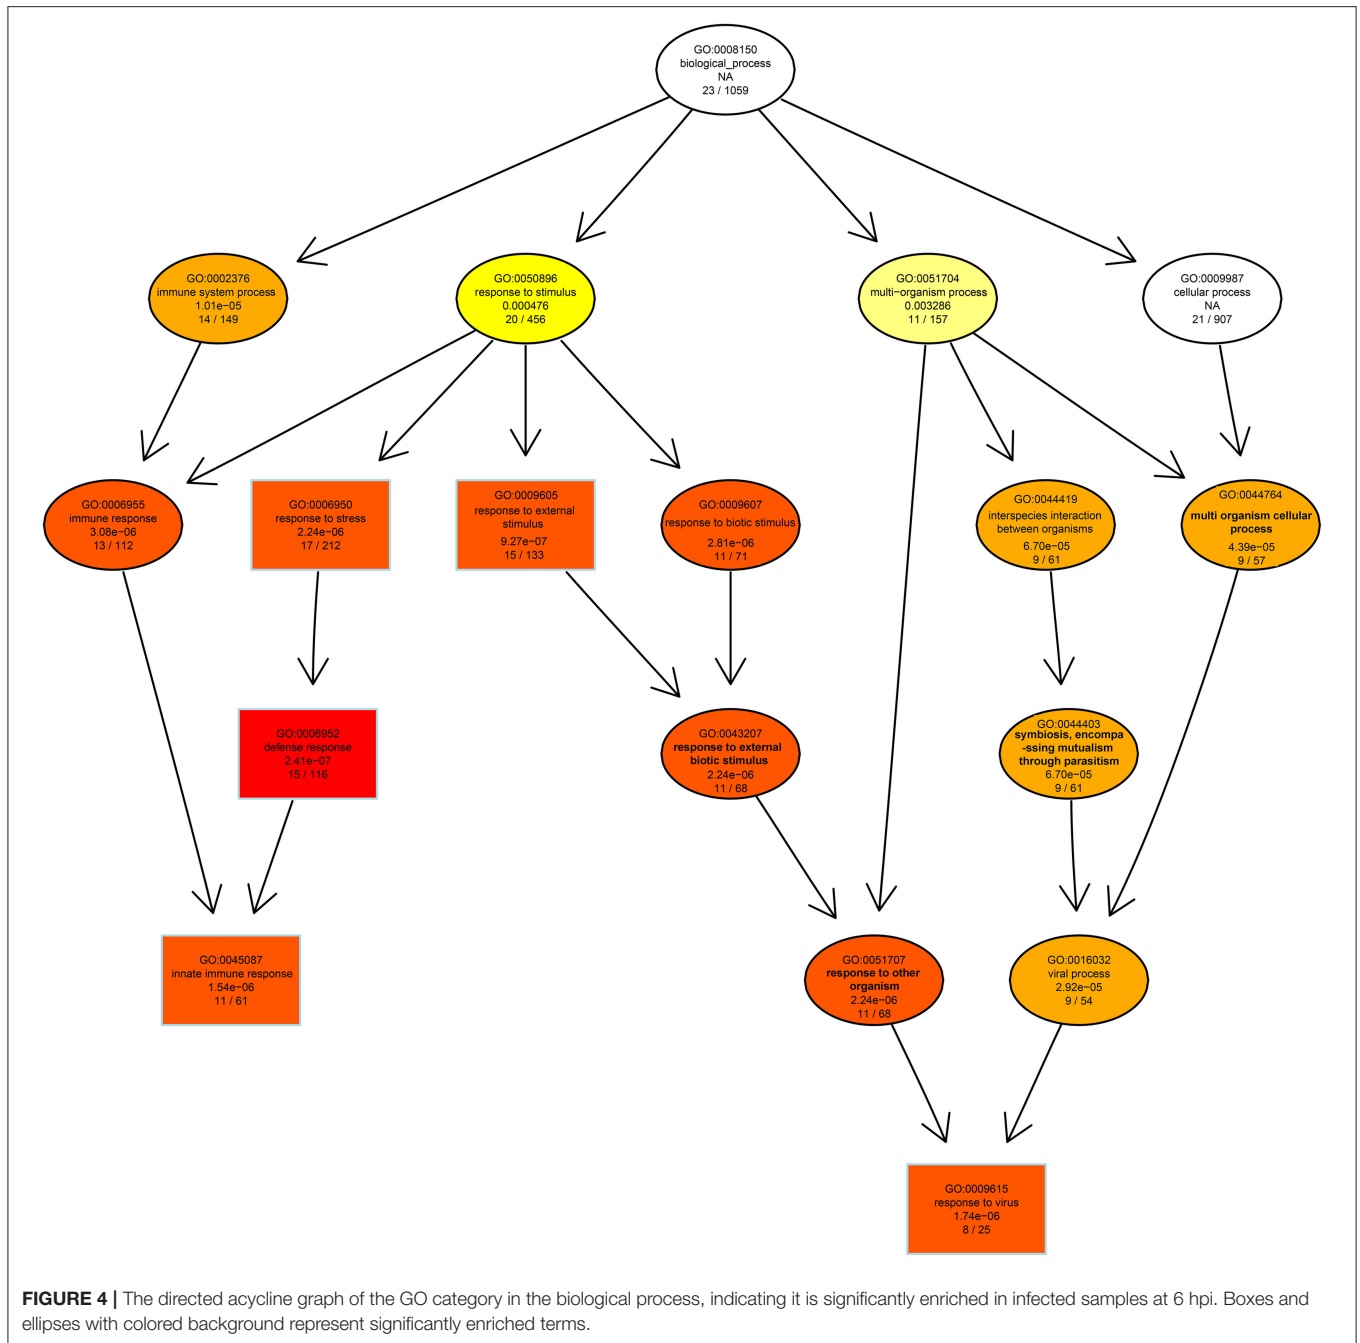 GO:0008150
biological_process
NA
23 / 1059
GO:0002376
immune system process
1.01e−05
14 / 149
GO:0050896
response to stimulus
0.000476
20 / 456
GO:0051704
multi−organism process
0.003286
11 / 157
GO:0009987
cellular process
NA
21 / 907
GO:0006955
immune response
3.08e−06
13 / 112
GO:0006950
response to stress
2.24e−06
17 / 212
GO:0009605
response to external
stimulus
9.27e−07
15 / 133
GO:0009607
response to biotic stimulus
2.81e−06
11 / 71
GO:0044419
interspecies interaction
between organisms
6.70e−05
9 / 61
GO:0044764
multi organism cellular
process
4.39e−05
9 / 57
GO:0006952
defense response
2.41e−07
15 / 116
GO:0043207
response to external
biotic stimulus
2.24e−06
11 / 68
GO:0044403
symbiosis, encompa
-ssing mutualism
through parasitism
6.70e−05
9 / 61
GO:0045087
innate immune response
1.54e−06
11 / 61
GO:0051707
response to other
organism
2.24e−06
11 / 68
GO:0016032
viral process
2.92e−05
9 / 54
GO:0009615
response to virus
1.74e−06
8 / 25
FIGURE 4 | The directed acycline graph of the GO category in the biological process, indicating it is significantly enriched in infected samples at 6 hpi. Boxes and
ellipses with colored background represent significantly enriched terms.